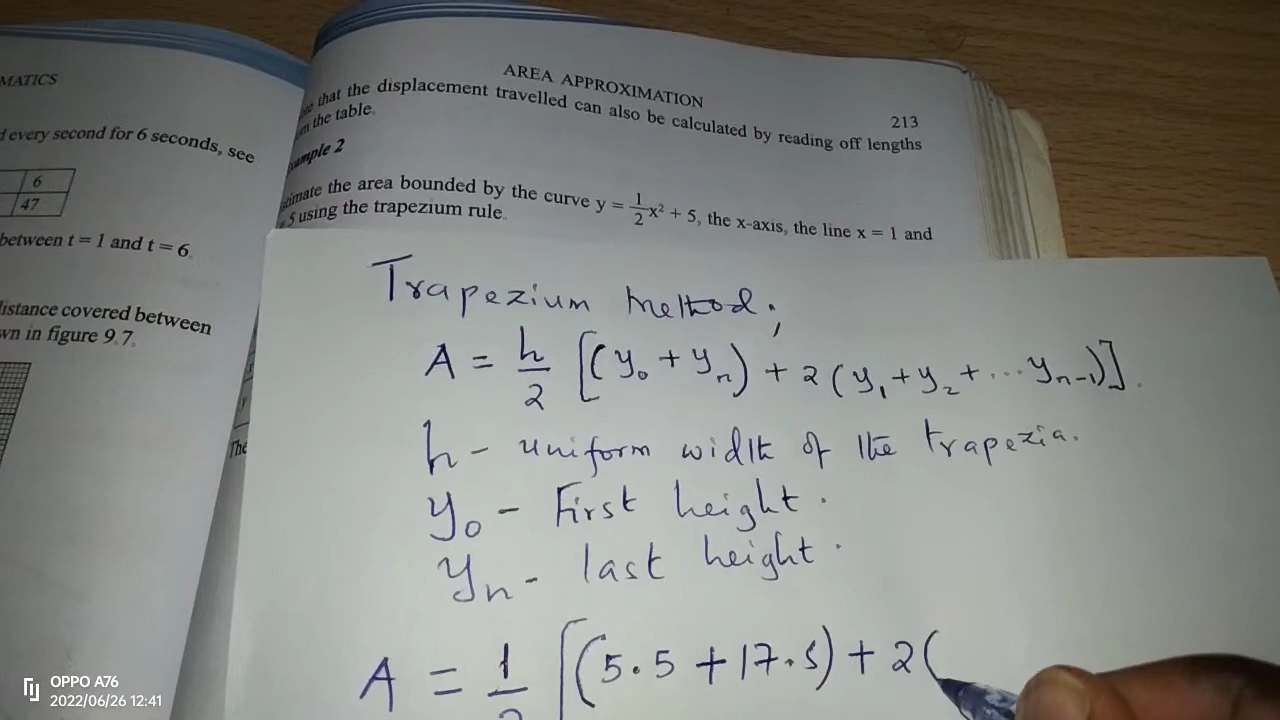 MATICS
every second for 6 seconds, see
6
47
between t = 1 and t = 6.
distance covered between
wn in figure 9.7.
AREA APPROXIMATION
213
that the displacement travelled can also be calculated by reading off lengths
the table.
2
the area bounded by the curve y = 1/2 x² + 5, the x-axis, the line x = 1 and
5 using the trapezium rule.
The
Trapezium method;
A = h/2 [(y₀ + yₙ) + 2(y₁ + y₂ + ... yₙ₋₁)].
h - uniform width of the trapezia.
y₀ - First height.
yₙ - last height.
A = 1/2 [(5.5 + 17.5) + 2(
OPPO A76
2022/06/26 12:41